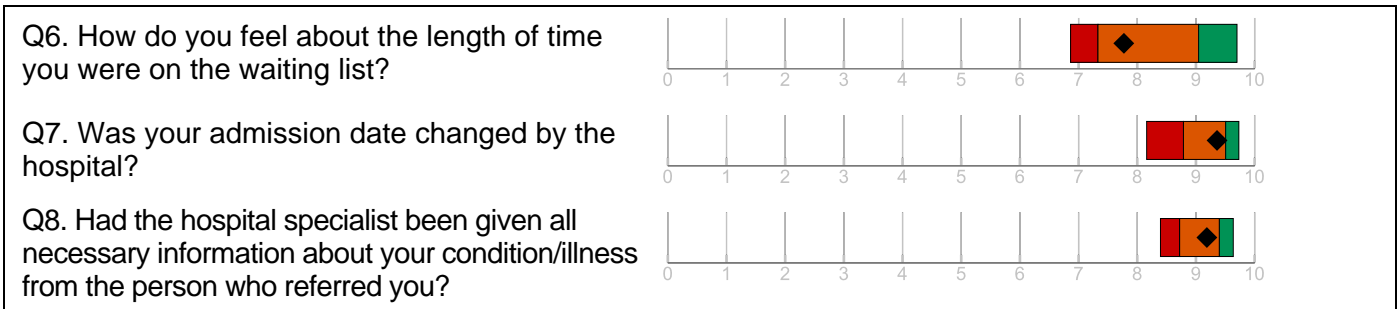 Q6. How do you feel about the length of time
you were on the waiting list?
0 1 2 3 4 5 6 7 8 9 10
Q7. Was your admission date changed by the
hospital?
0 1 2 3 4 5 6 7 8 9 10
Q8. Had the hospital specialist been given all
necessary information about your condition/illness
from the person who referred you?
0 1 2 3 4 5 6 7 8 9 10